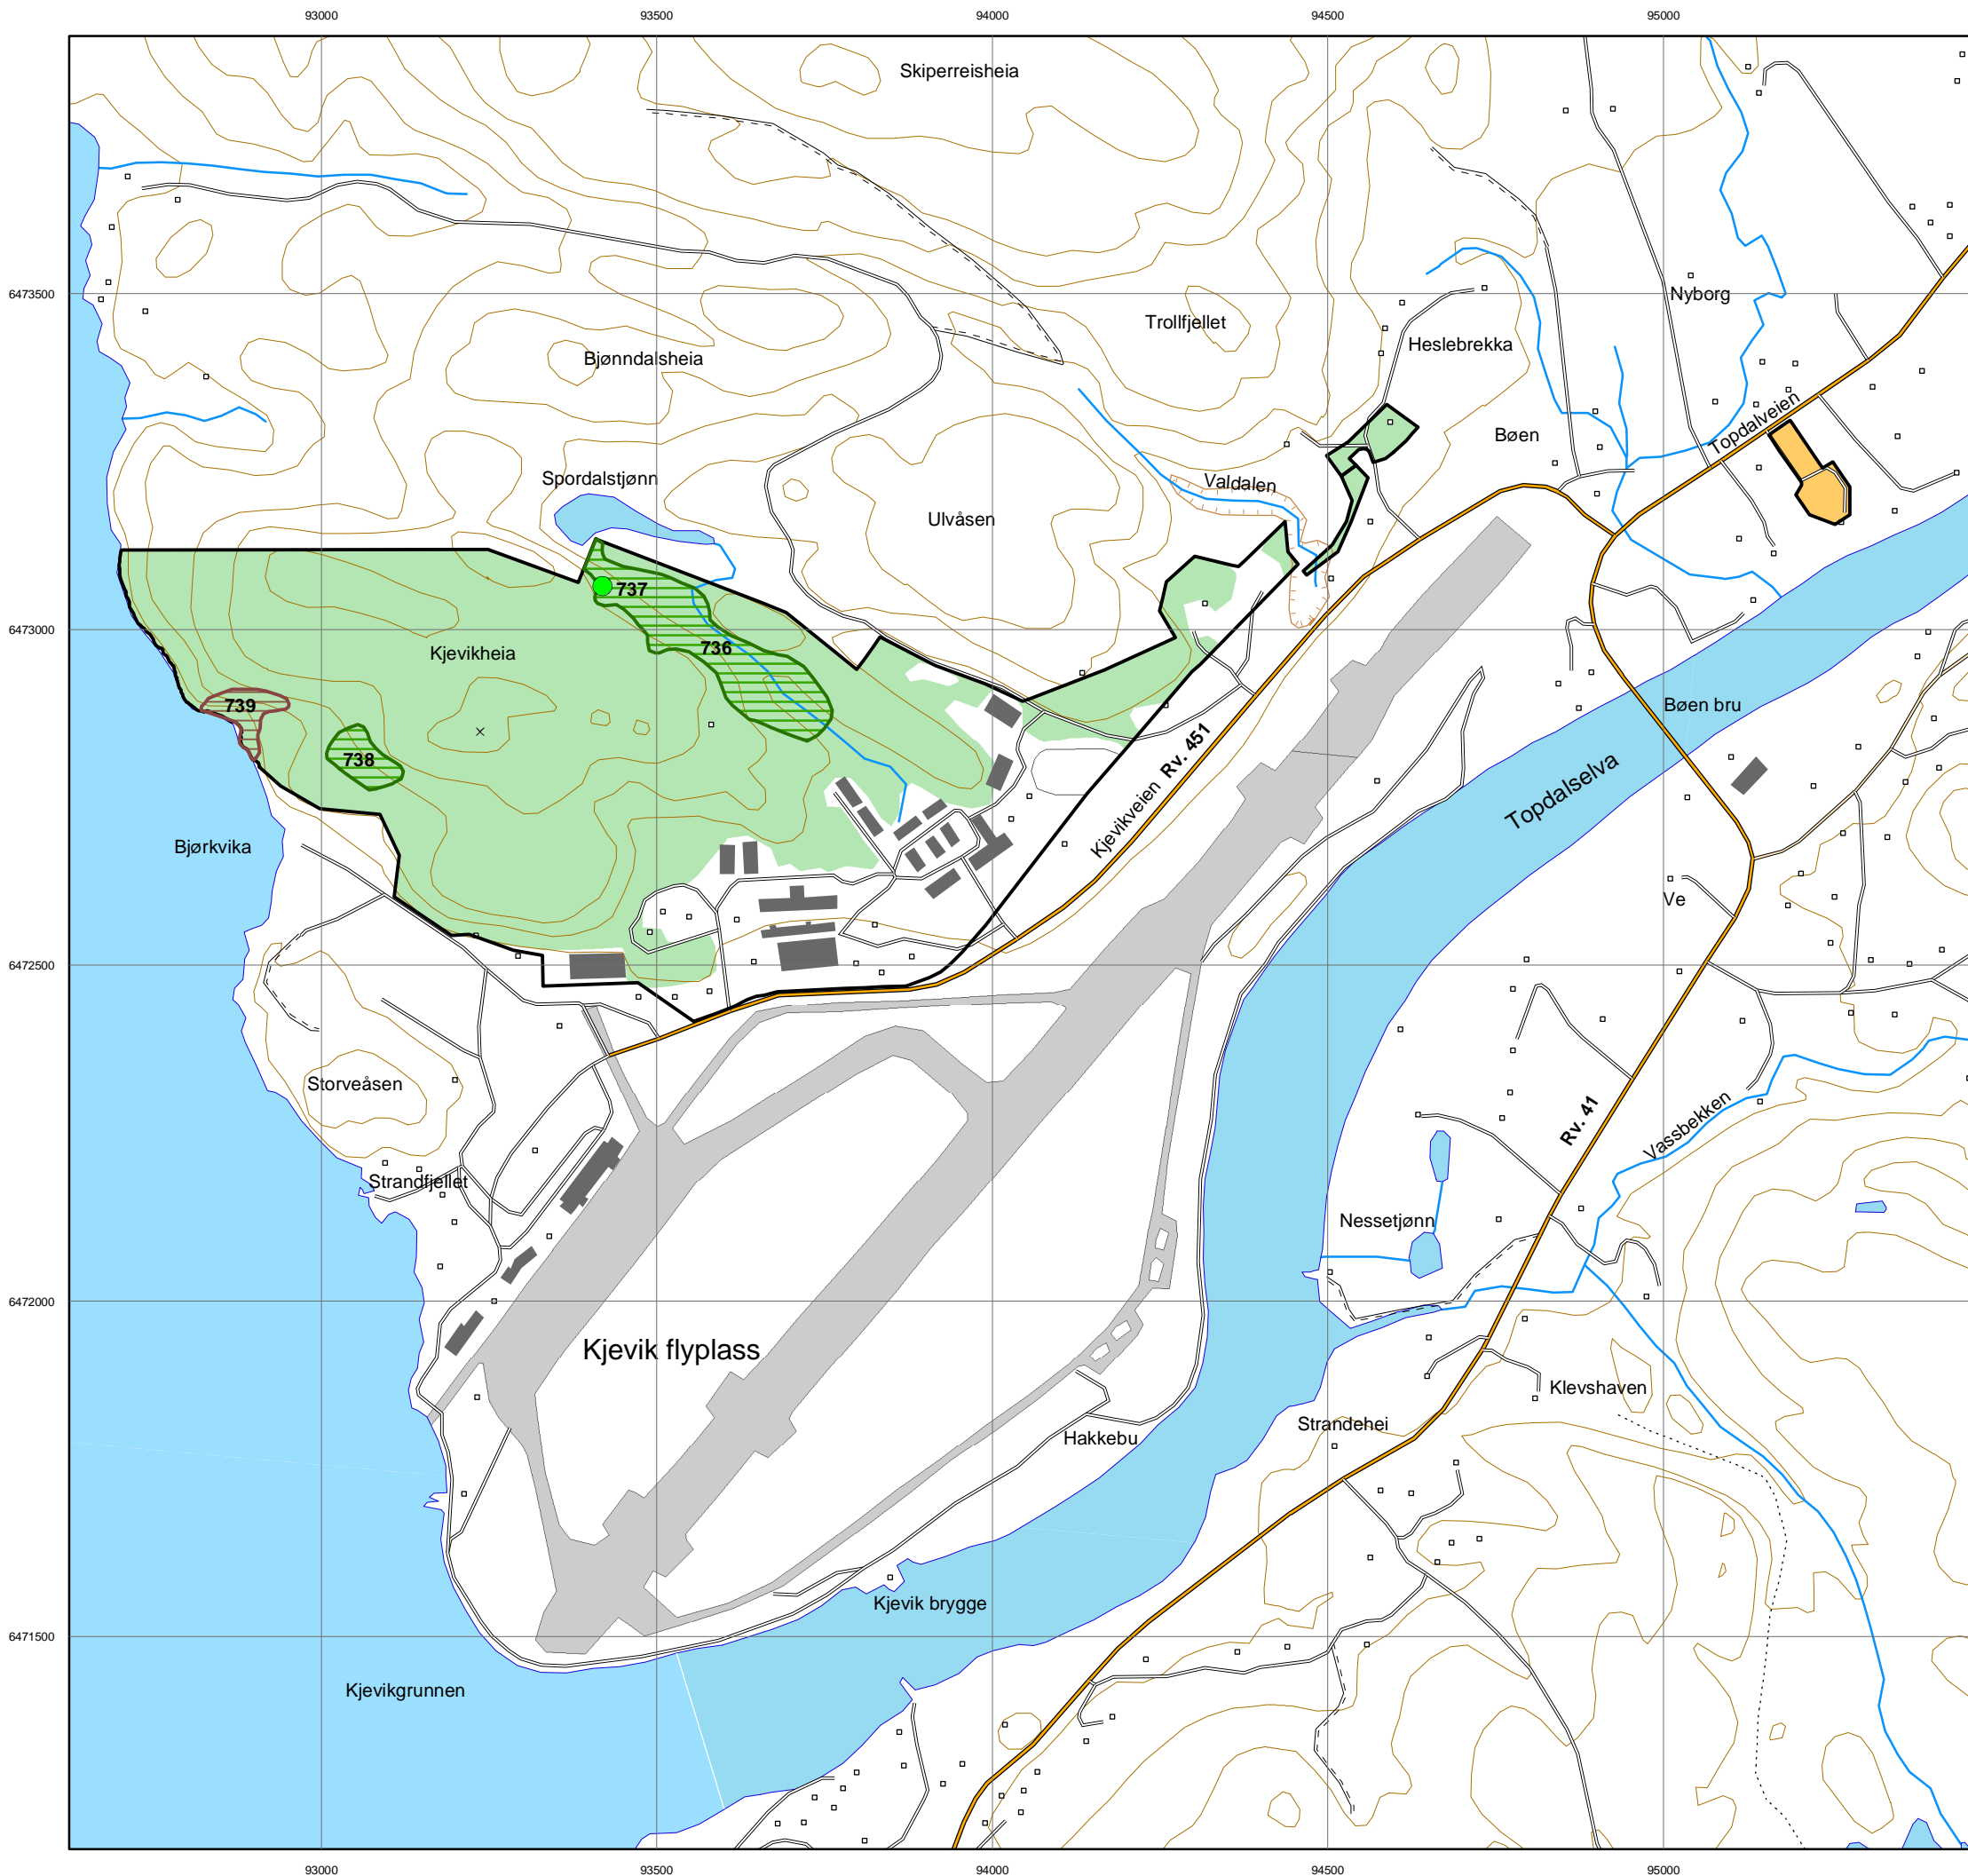 93000 93500 94000 94500 95000
Skiperreisheia
6473500
Nyborg
Trollfjellet
Heslebrekka
Bjønndalsheia
Topdalveien
Bøen
Spordalstjønn
Valdalen
Ulvåsen
737
6473000
736
Kjevikheia
739
Bøen bru
Kjevikveien Rv. 451
738
Topdalselva
Bjørkvika
Ve
6472500
Storveåsen
Rv. 41
Vassbekken
Strandfjellet
Nessetjønn
6472000
Kjevik flyplass
Klevshaven
Strandehei
Hakkebu
Kjevik brygge
6471500
Kjevikgrunnen
93000 93500 94000 94500 95000